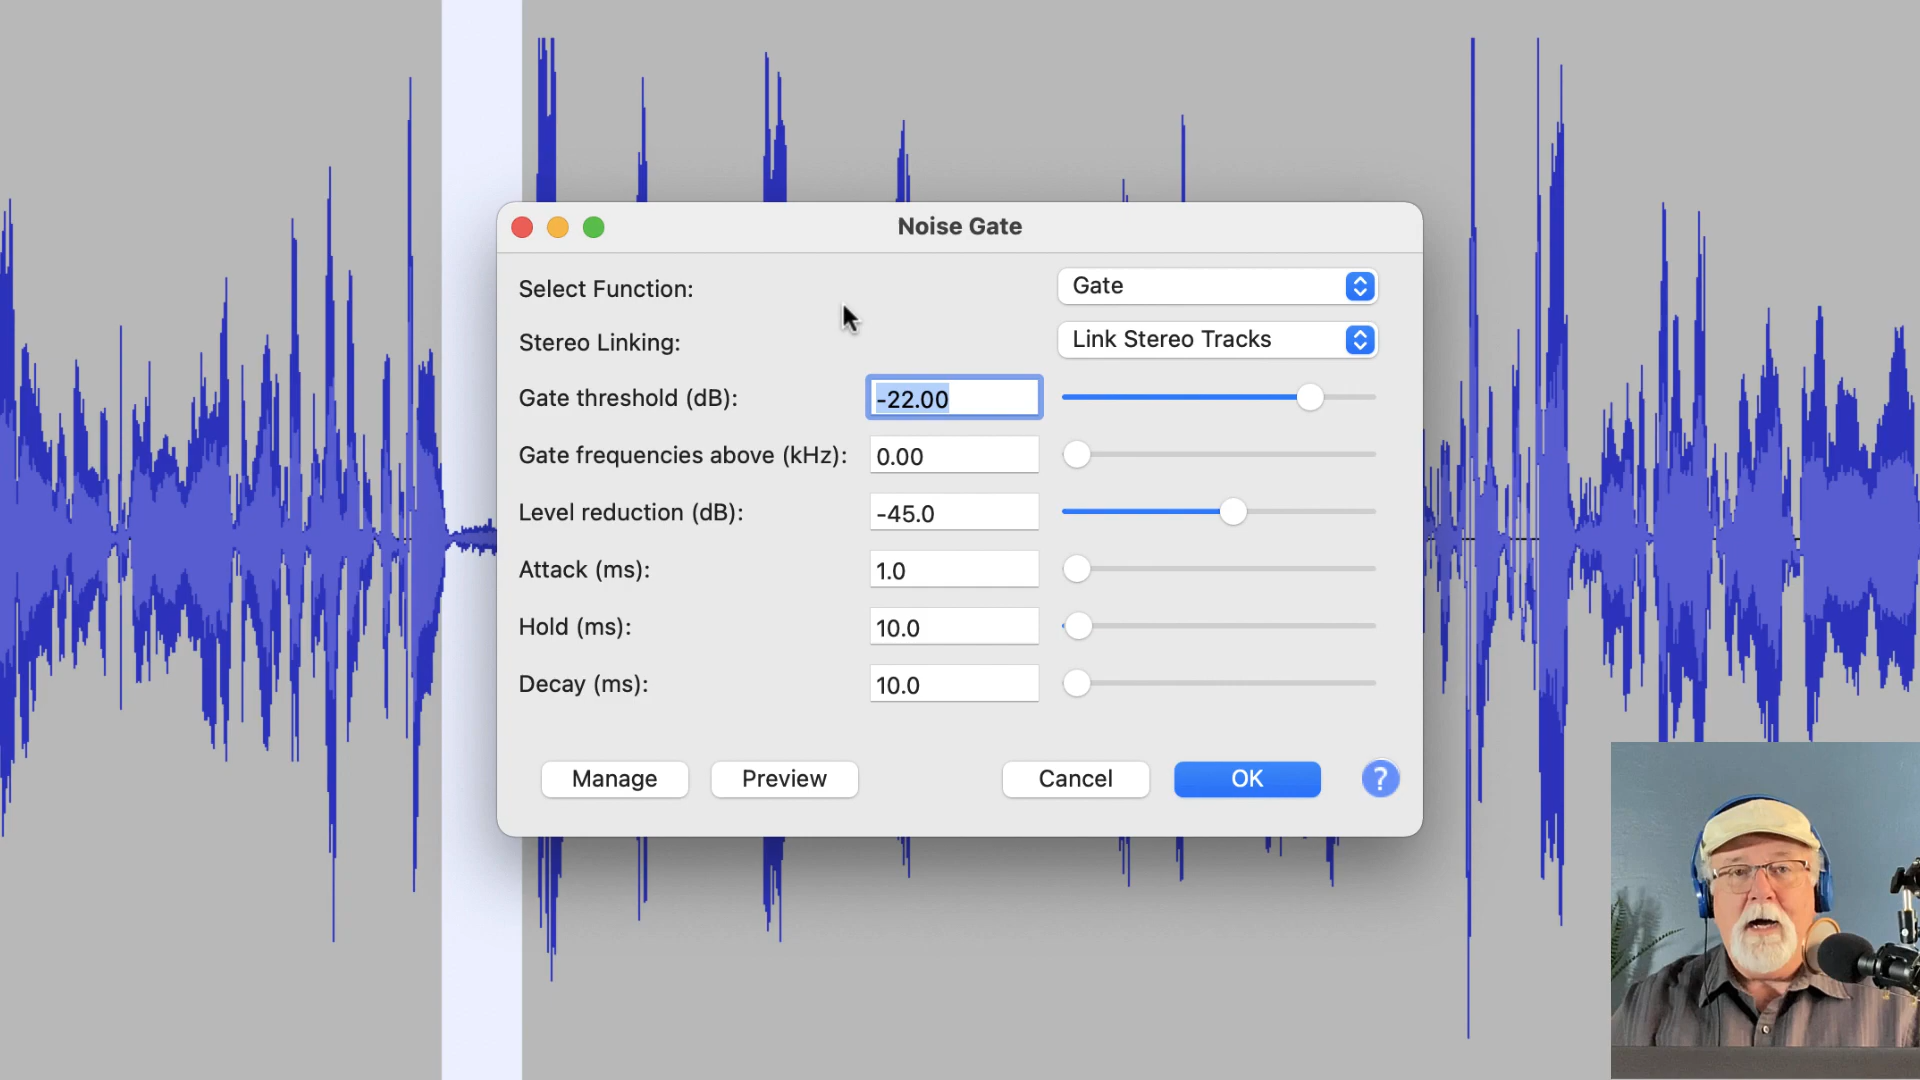 Noise Gate
Select Function: Gate
Stereo Linking: Link Stereo Tracks
Gate threshold (dB): -22.00
Gate frequencies above (kHz): 0.00
Level reduction (dB): -45.0
Attack (ms): 1.0
Hold (ms): 10.0
Decay (ms): 10.0
Manage Preview Cancel OK ?